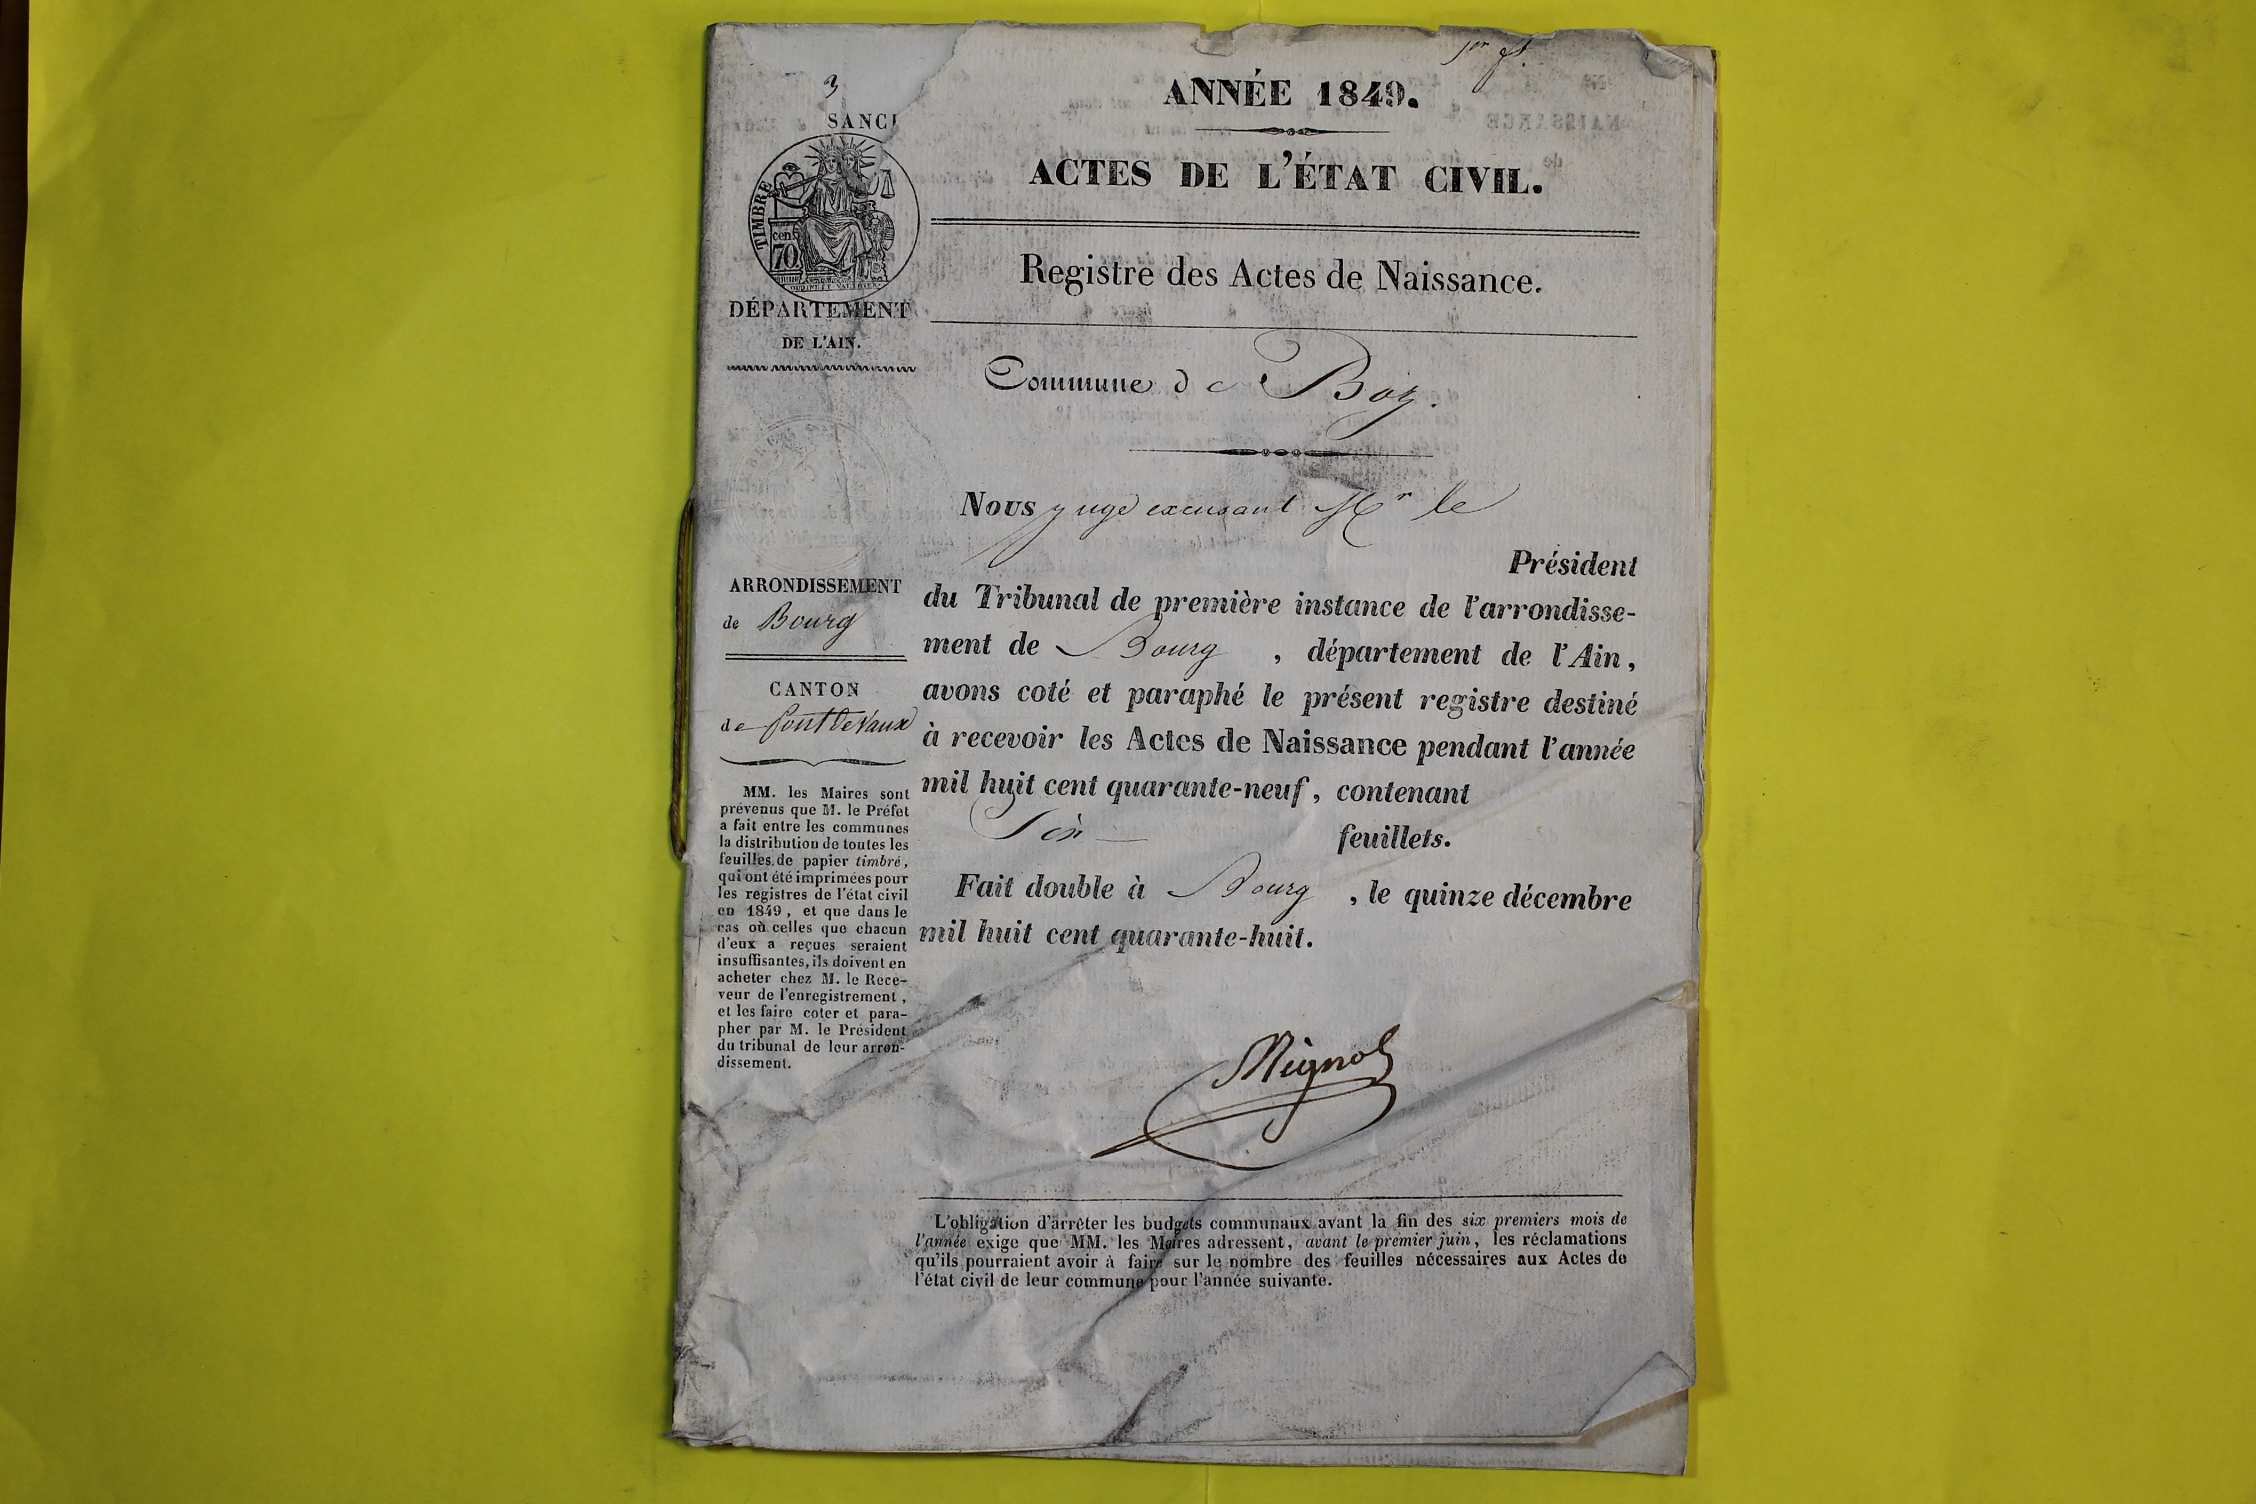 3
1er ft.
ANNÉE 1849.
SANCI
ACTES DE L'ÉTAT CIVIL.
TIMBRE
cen.
70
Registre des Actes de Naissance.
DÉPARTEMENT
DE L'AIN.
Commune de Boz.
Nous juge excusant Mr le
Président
du Tribunal de première instance de l'arrondisse-
ment de Bourg, département de l'Ain,
avons coté et paraphé le présent registre destiné
à recevoir les Actes de Naissance pendant l'année
mil huit cent quarante-neuf, contenant
Six feuillets.
Fait double à Bourg, le quinze décembre
mil huit cent quarante-huit.
Mignot
ARRONDISSEMENT
de Bourg
CANTON
de Pontdevaux
MM. les Maires sont
prévenus que M. le Préfet
a fait entre les communes
la distribution de toutes les
feuilles de papier timbré,
qui ont été imprimées pour
les registres de l'état civil
en 1849, et que dans le
cas où celles que chacun
d'eux a reçues seraient
insuffisantes, ils doivent en
acheter chez M. le Rece-
veur de l'enregistrement,
et les faire coter et para-
pher par M. le Président
du tribunal de leur arron-
dissement.
L'obligation d'arrêter les budgets communaux avant la fin des six premiers mois de
l'année exige que MM. les Maires adressent, avant le premier juin, les réclamations
qu'ils pourraient avoir à faire sur le nombre des feuilles nécessaires aux Actes de
l'état civil de leur commune pour l'année suivante.